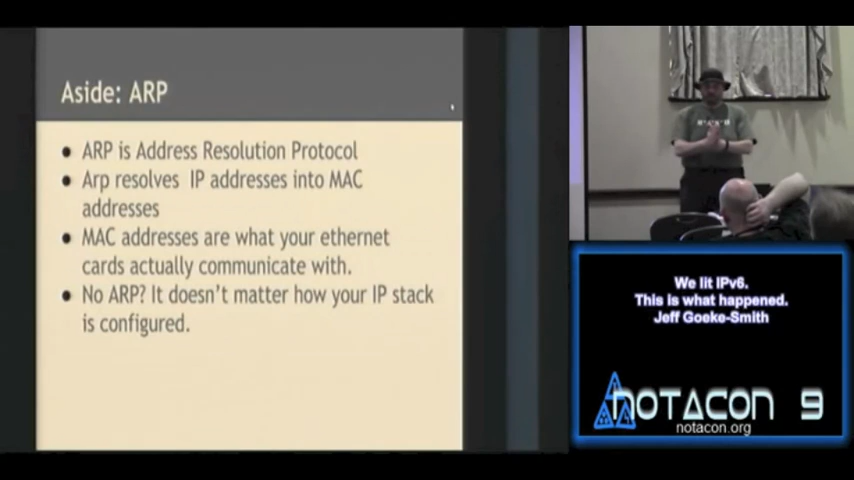 Aside: ARP
ARP is Address Resolution Protocol
Arp resolves IP addresses into MAC
addresses
MAC addresses are what your ethernet
cards actually communicate with.
No ARP? It doesn't matter how your IP stack
is configured.
We lit IPv6.
This is what happened.
Jeff Goeke-Smith
NOTACON 9
notacon.org